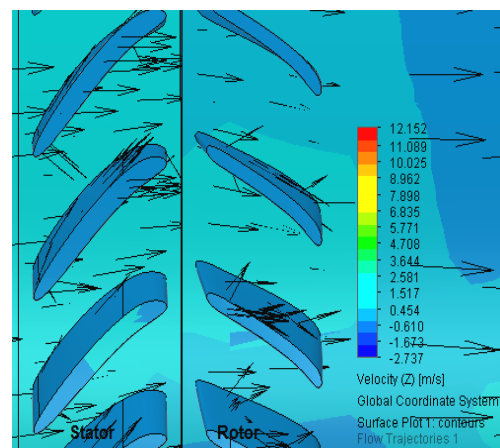 12.152
11.089
10.025
8.962
7.898
6.835
5.771
4.708
3.644
2.581
1.517
0.454
-0.610
-1.673
-2.737
Velocity (Z) [m/s]
Global Coordinate System
Surface Plot 1: contours
Flow Trajectories 1
Stator
Rotor